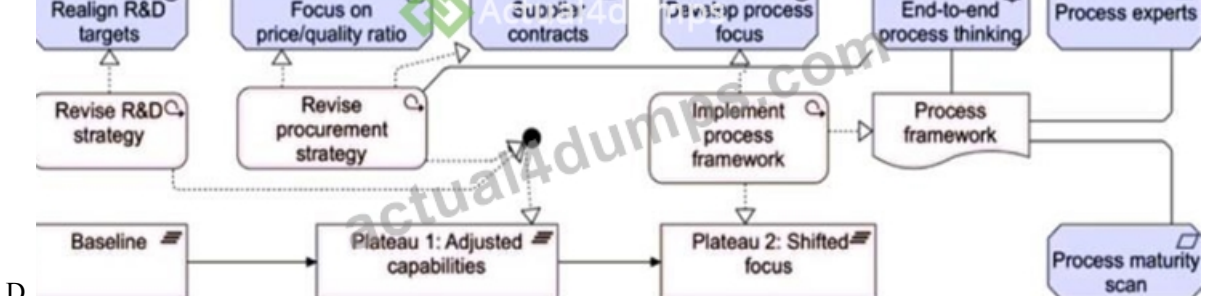 Realign R&D
targets
Focus on
price/quality ratio
Supplier
contracts
Develop process
focus
End-to-end
process thinking
Process experts
Actual4dumps
Revise R&D
strategy
Revise
procurement
strategy
Implement
process
framework
Process
framework
actual4dumps.com
Baseline
Plateau 1: Adjusted
capabilities
Plateau 2: Shifted
focus
Process maturity
scan
D